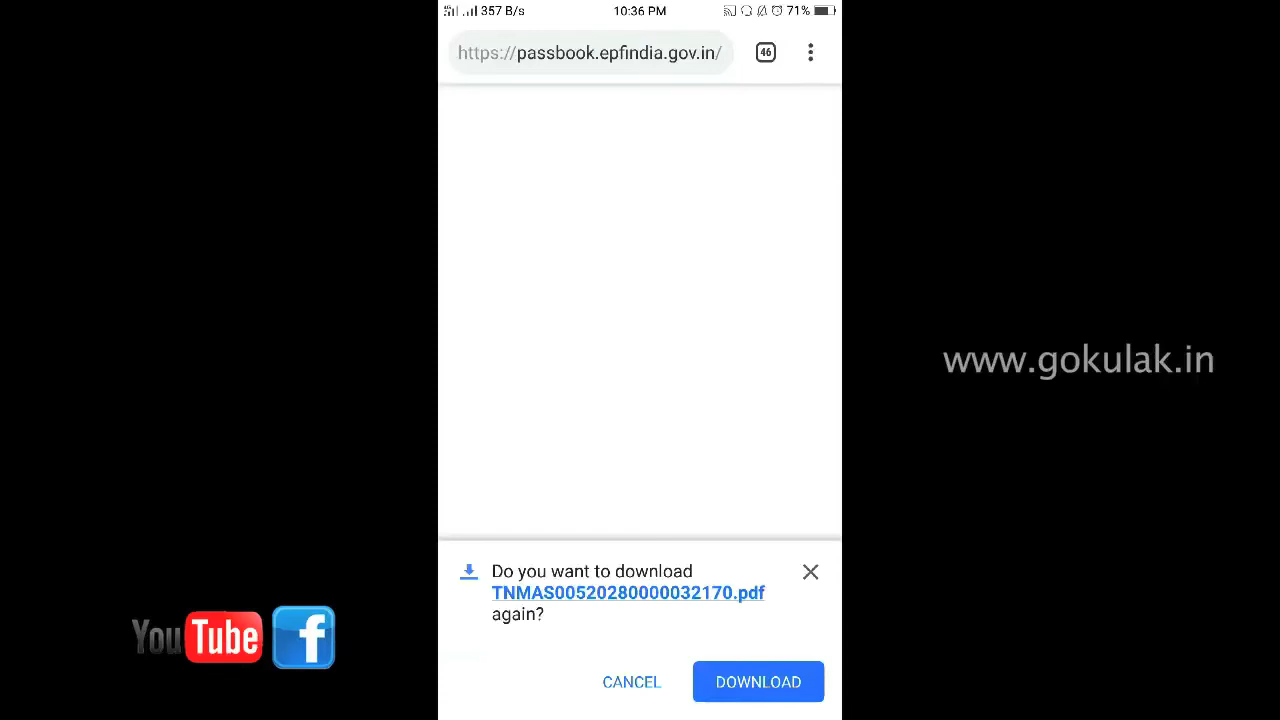 357 B/s 10:36 PM 71%
https://passbook.epfindia.gov.in/ 46
Do you want to download
TNMAS00520280000032170.pdf
again?
CANCEL DOWNLOAD
www.gokulak.in
YouTube f